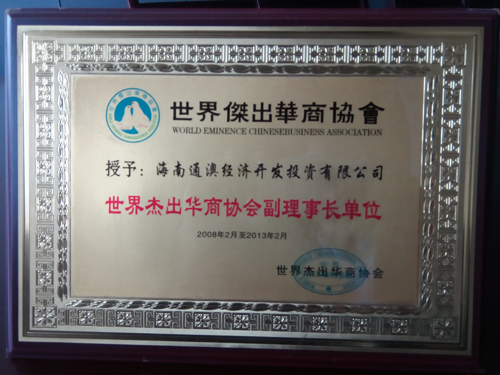 世界傑出華商協會
WORLD EMINENCE CHINESEBUSINESS ASSOCIATION
授予：海南通澳经济开发投资有限公司
世界杰出华商协会副理事长单位
2008年2月至2013年2月
世界杰出华商协会